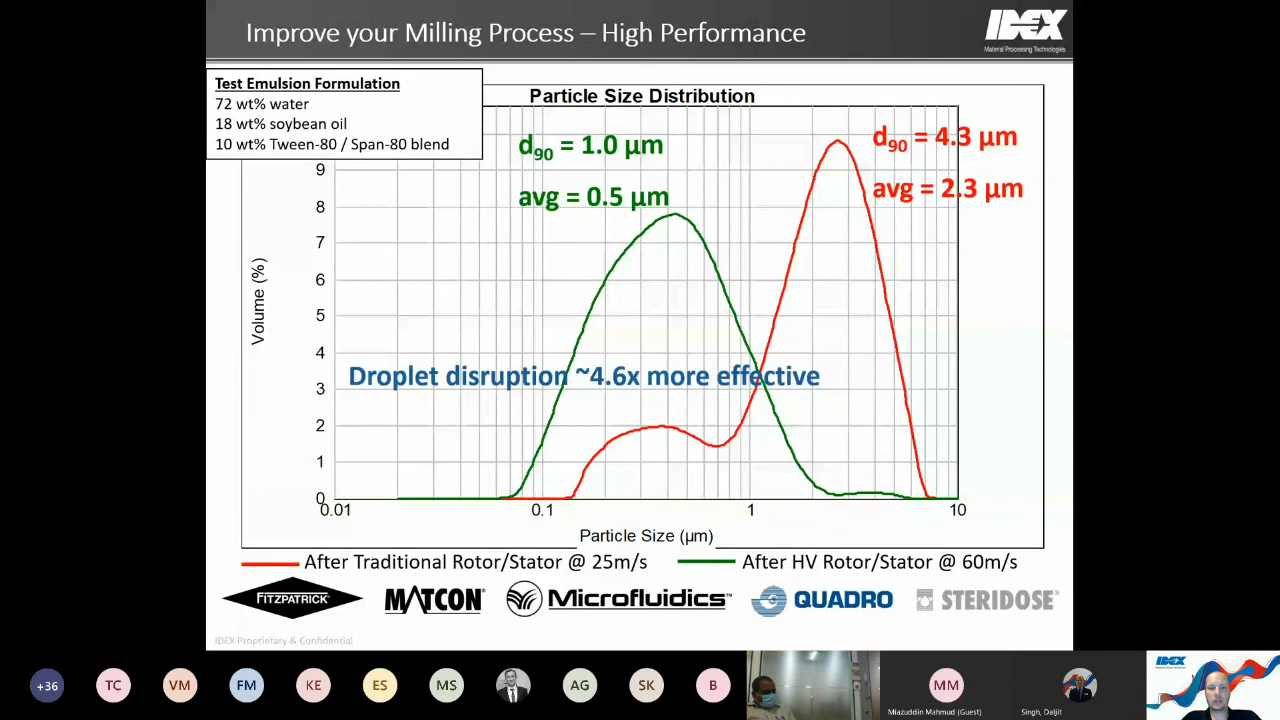 Improve your Milling Process – High Performance
IDEX
Material Processing Technologies
Test Emulsion Formulation
72 wt% water
18 wt% soybean oil
10 wt% Tween-80 / Span-80 blend
Particle Size Distribution
d90 = 1.0 µm
avg = 0.5 µm
d90 = 4.3 µm
avg = 2.3 µm
Volume (%)
9
8
7
6
5
4
3
2
1
0
Droplet disruption ~4.6x more effective
0.01 0.1 1 10
Particle Size (µm)
After Traditional Rotor/Stator @ 25m/s
After HV Rotor/Stator @ 60m/s
FITZPATRICK
MATCON
Microfluidics™
QUADRO
STERIDOSE
IDEX Proprietary & Confidential
+36 TC VM FM KE ES MS AG SK B MM
Miazuddin Mahmud (Guest)
Singh, Daljit
IDEX